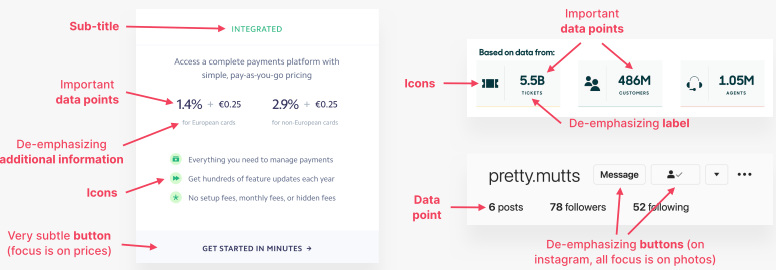 Sub-title
INTEGRATED
Access a complete payments platform with
simple, pay-as-you-go pricing
Important
data points
1.4% + €0.25
2.9% + €0.25
for European cards
for non-European cards
De-emphasizing
additional information
Everything you need to manage payments
Get hundreds of feature updates each year
No setup fees, monthly fees, or hidden fees
Icons
Very subtle button
(focus is on prices)
GET STARTED IN MINUTES →
Important
data points
Based on data from:
Icons
5.5B
TICKETS
486M
CUSTOMERS
1.05M
AGENTS
De-emphasizing label
pretty.mutts
Message
Data
point
6 posts
78 followers
52 following
De-emphasizing buttons (on
instagram, all focus is on photos)